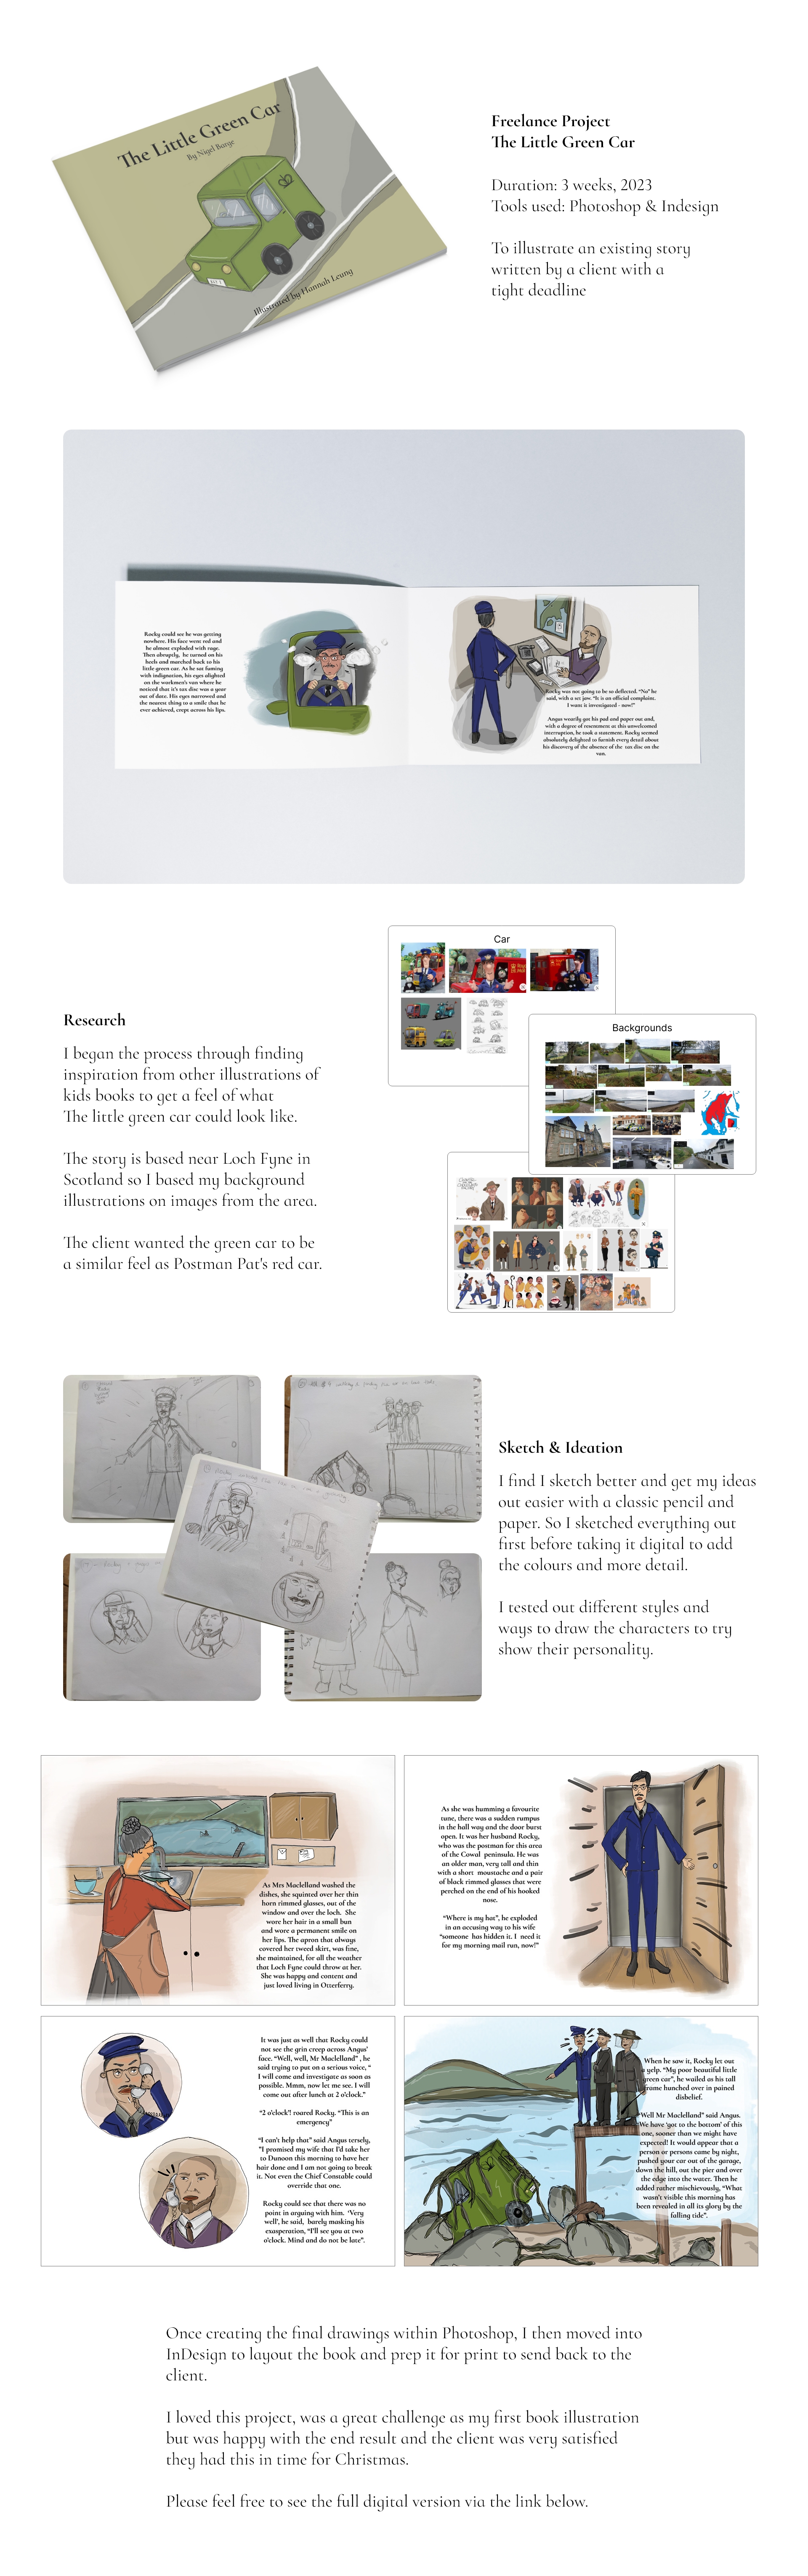 The Little Green Car
By Nigel Barge
Illustrated by Hannah Leung
Freelance Project
The Little Green Car
Duration: 3 weeks, 2023
Tools used: Photoshop & Indesign
To illustrate an existing story
written by a client with a
tight deadline
Rocky could see he was getting
nowhere. His face went red and
he almost exploded with rage.
Then abruptly, he turned on his
heels and marched back to his
little green car. As he sat fuming
with indignation, his eyes alighted
on the workmen's van where he
noticed that it's tax disc was a year
out of date. His eyes narrowed and
the nearest thing to a smile that he
ever achieved, crept across his lips.
Rocky was not going to be so deflected. "No" he
said, with a set jaw. "It is an official complaint.
I want it investigated - now!"
Angus wearily got his pad and paper out and,
with a degree of resentment at this unwelcomed
interruption, he took a statement. Rocky seemed
absolutely delighted to furnish every detail about
his discovery of the absence of the tax disc on the
van.
Car
Backgrounds
Research
I began the process through finding
inspiration from other illustrations of
kids books to get a feel of what
The little green car could look like.
The story is based near Loch Fyne in
Scotland so I based my background
illustrations on images from the area.
The client wanted the green car to be
a similar feel as Postman Pat's red car.
Sketch & Ideation
I find I sketch better and get my ideas
out easier with a classic pencil and
paper. So I sketched everything out
first before taking it digital to add
the colours and more detail.
I tested out different styles and
ways to draw the characters to try
show their personality.
As Mrs Maclelland washed the
dishes, she squinted over her thin
horn rimmed glasses, out of the
window and over the loch. She
wore her hair in a small bun
and wore a permanent smile on
her lips. The apron that always
covered her tweed skirt, was fine,
she maintained, for all the weather
that Loch Fyne could throw at her.
She was happy and content and
just loved living in Otterferry.
As she was humming a favourite
tune, there was a sudden rumpus
in the hall way and the door burst
open. It was her husband Rocky,
who was the postman for this area
of the Cowal peninsula. He was
an older man, very tall and thin
with a short moustache and a pair
of black rimmed glasses that were
perched on the end of his hooked
nose.
"Where is my hat", he exploded
in an accusing way to his wife
"someone has hidden it. I need it
for my morning mail run, now!"
It was just as well that Rocky could
not see the grin creep across Angus'
face. "Well, well, Mr Maclelland" , he
said trying to put on a serious voice, "
I will come and investigate as soon as
possible. Mmm, now let me see. I will
come out after lunch at 2 o'clock."
"2 o'clock"! roared Rocky. "This is an
emergency"
"I can't help that" said Angus tersely,
"I promised my wife that I'd take her
to Dunoon this morning to have her
hair done and I am not going to break
it. Not even the Chief Constable could
override that one.
Rocky could see that there was no
point in arguing with him. 'Very
well', he said, barely masking his
exasperation, "I'll see you at two
o'clock. Mind and do not be late".
When he saw it, Rocky let out
a yelp. "My poor beautiful little
green car", he wailed as his tall
frame hunched over in pained
disbelief.
"Well Mr Maclelland" said Angus.
We have 'got to the bottom' of this
one, sooner than we might have
expected! It would appear that a
person or persons came by night,
pushed your car out of the garage,
down the hill, out the pier and over
the edge into the water. Then he
added rather mischievously, "What
wasn't visible this morning has
been revealed in all its glory by the
falling tide".
Once creating the final drawings within Photoshop, I then moved into
InDesign to layout the book and prep it for print to send back to the
client.
I loved this project, was a great challenge as my first book illustration
but was happy with the end result and the client was very satisfied
they had this in time for Christmas.
Please feel free to see the full digital version via the link below.